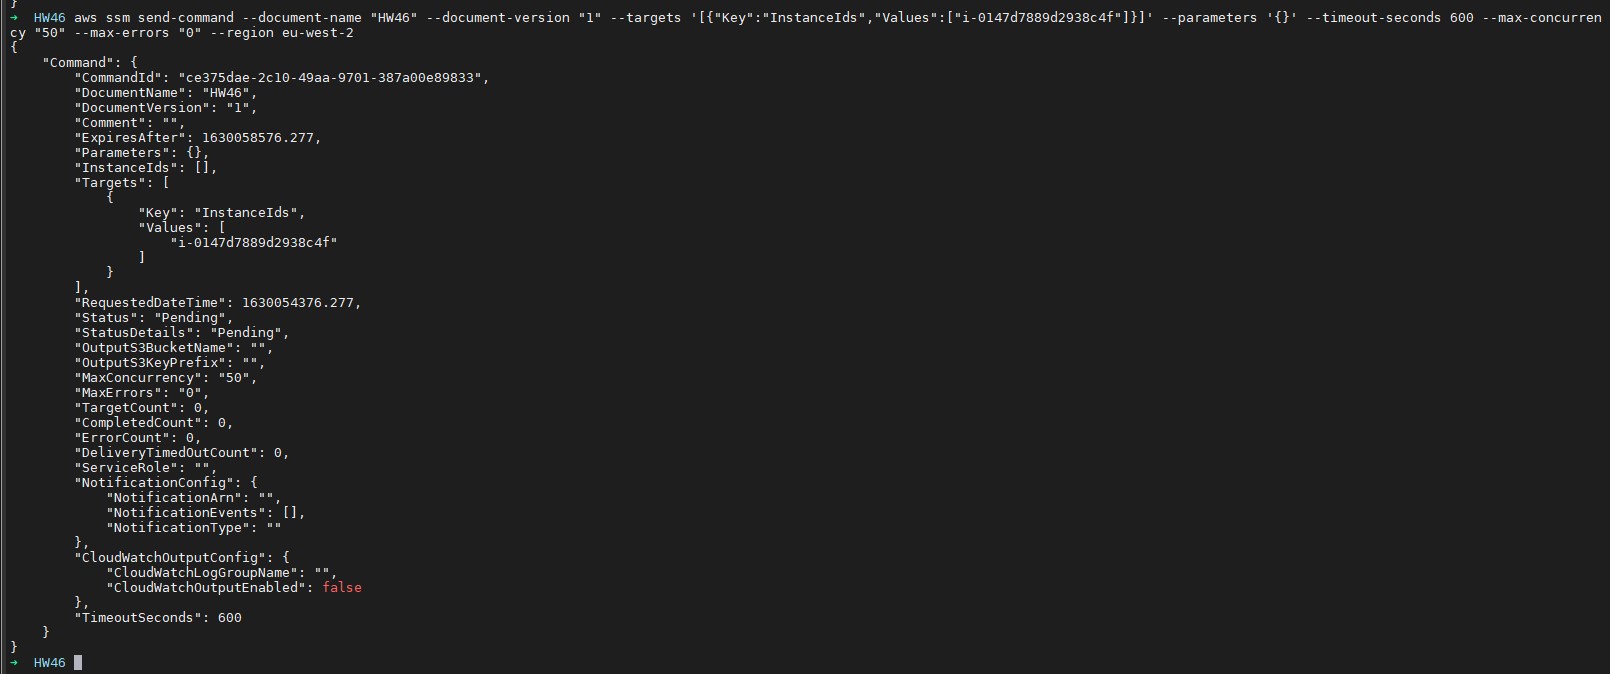 }
→ HW46 aws ssm send-command --document-name "HW46" --document-version "1" --targets '[{"Key":"InstanceIds","Values":["i-0147d7889d2938c4f"]}]' --parameters '{}' --timeout-seconds 600 --max-concurren
cy "50" --max-errors "0" --region eu-west-2
{
    "Command": {
        "CommandId": "ce375dae-2c10-49aa-9701-387a00e89833",
        "DocumentName": "HW46",
        "DocumentVersion": "1",
        "Comment": "",
        "ExpiresAfter": 1630058576.277,
        "Parameters": {},
        "InstanceIds": [],
        "Targets": [
            {
                "Key": "InstanceIds",
                "Values": [
                    "i-0147d7889d2938c4f"
                ]
            }
        ],
        "RequestedDateTime": 1630054376.277,
        "Status": "Pending",
        "StatusDetails": "Pending",
        "OutputS3BucketName": "",
        "OutputS3KeyPrefix": "",
        "MaxConcurrency": "50",
        "MaxErrors": "0",
        "TargetCount": 0,
        "CompletedCount": 0,
        "ErrorCount": 0,
        "DeliveryTimedOutCount": 0,
        "ServiceRole": "",
        "NotificationConfig": {
            "NotificationArn": "",
            "NotificationEvents": [],
            "NotificationType": ""
        },
        "CloudWatchOutputConfig": {
            "CloudWatchLogGroupName": "",
            "CloudWatchOutputEnabled": false
        },
        "TimeoutSeconds": 600
    }
}
→ HW46